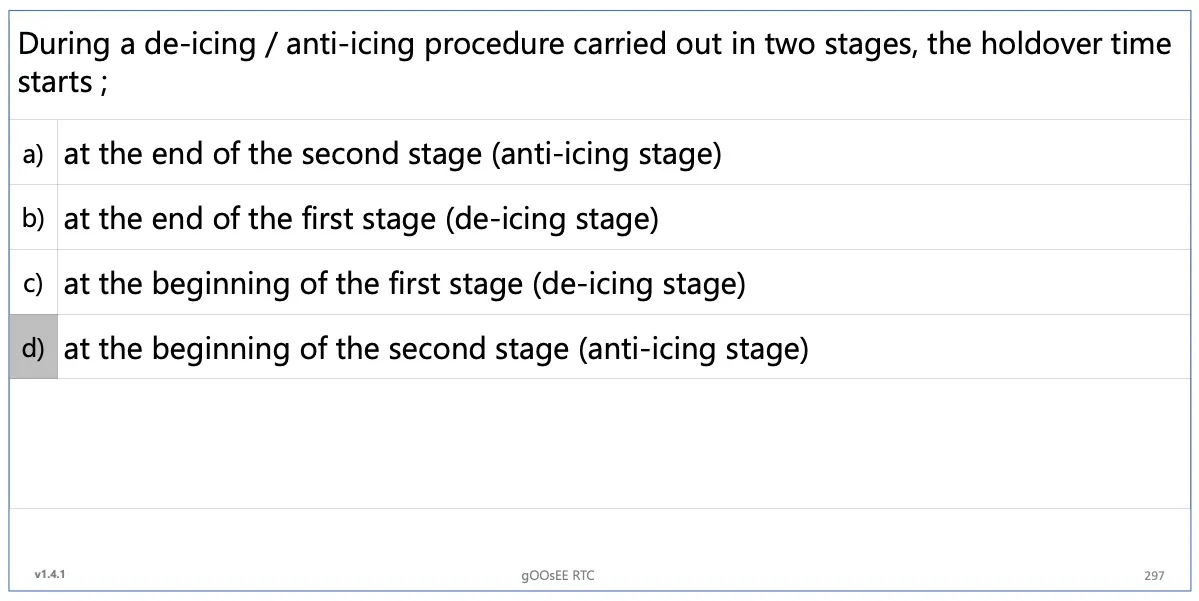 During a de-icing / anti-icing procedure carried out in two stages, the holdover time
starts ;
a) at the end of the second stage (anti-icing stage)
b) at the end of the first stage (de-icing stage)
c) at the beginning of the first stage (de-icing stage)
d) at the beginning of the second stage (anti-icing stage)
v1.4.1 gOOsEE RTC 297